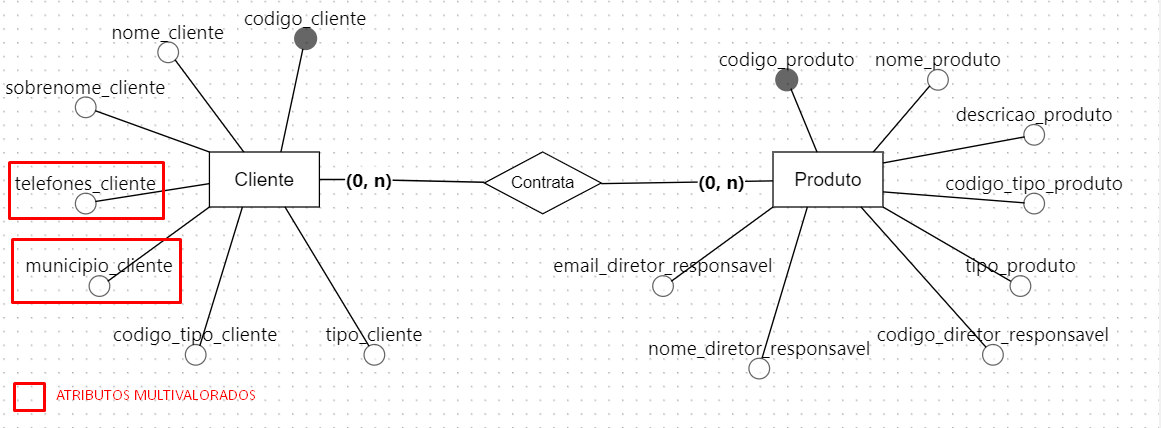 codigo_cliente
nome_cliente
sobrenome_cliente
telefones_cliente
municipio_cliente
codigo_tipo_cliente
tipo_cliente
Cliente
(0, n)
Contrata
(0, n)
Produto
codigo_produto
nome_produto
descricao_produto
codigo_tipo_produto
tipo_produto
codigo_diretor_responsavel
nome_diretor_responsavel
email_diretor_responsavel
ATRIBUTOS MULTIVALORADOS